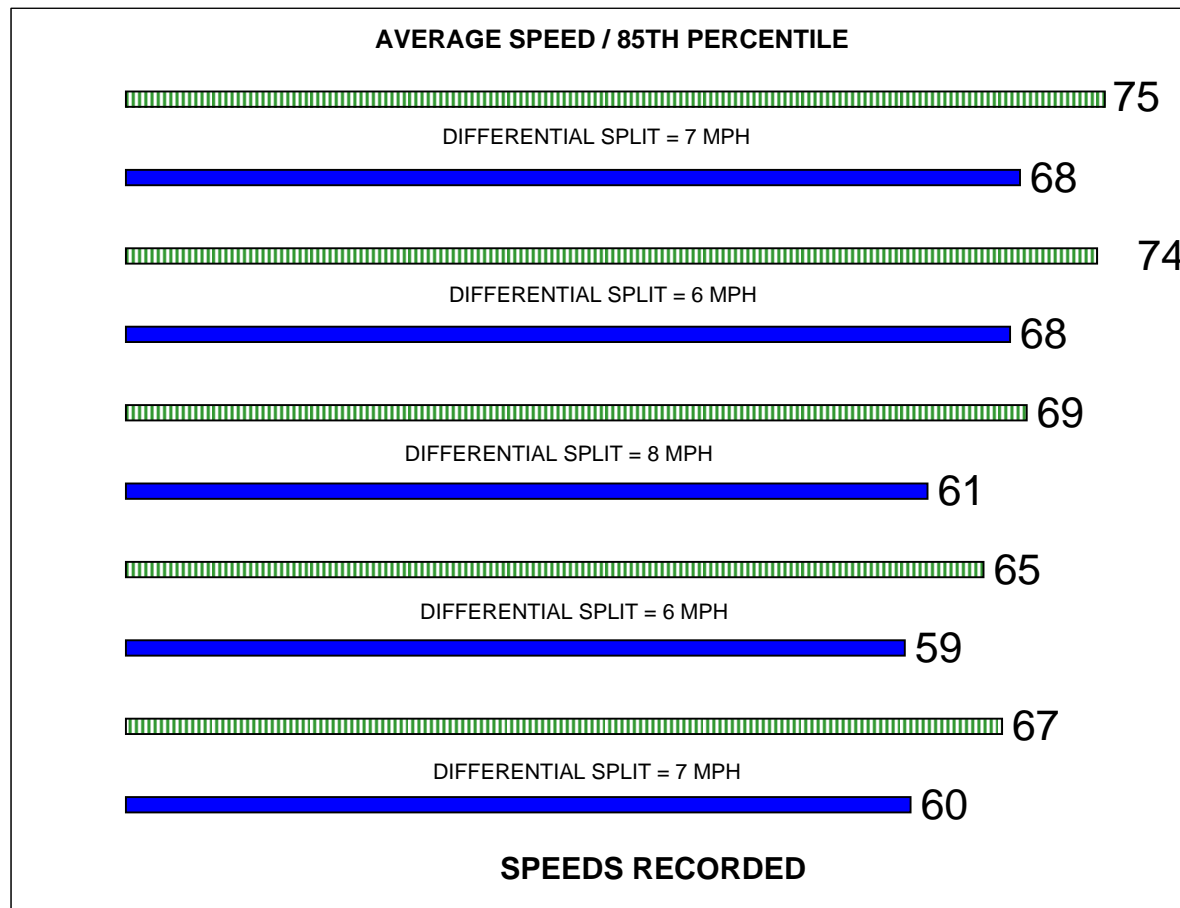 AVERAGE SPEED / 85TH PERCENTILE
75
DIFFERENTIAL SPLIT = 7 MPH
68
74
DIFFERENTIAL SPLIT = 6 MPH
68
69
DIFFERENTIAL SPLIT = 8 MPH
61
65
DIFFERENTIAL SPLIT = 6 MPH
59
67
DIFFERENTIAL SPLIT = 7 MPH
60
SPEEDS RECORDED